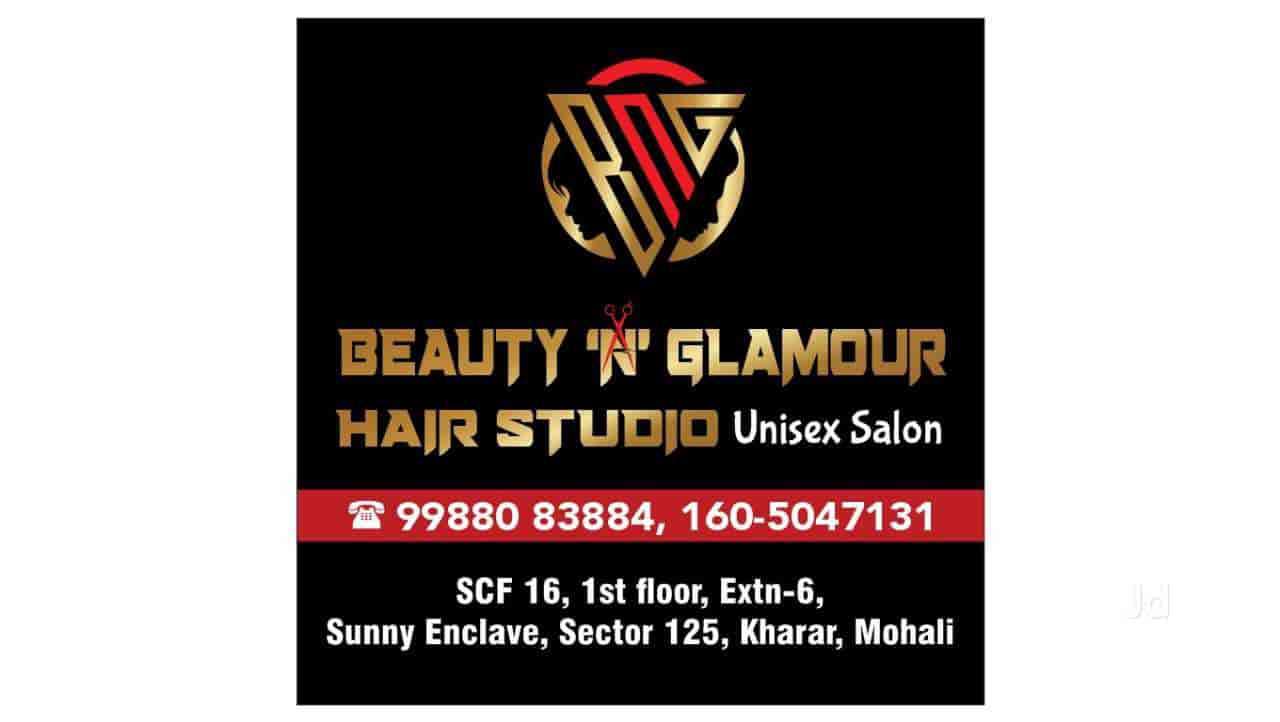 BNG
BEAUTY 'N' GLAMOUR
HAIR STUDIO Unisex Salon
99880 83884, 160-5047131
SCF 16, 1st floor, Extn-6,
Sunny Enclave, Sector 125, Kharar, Mohali
Jd